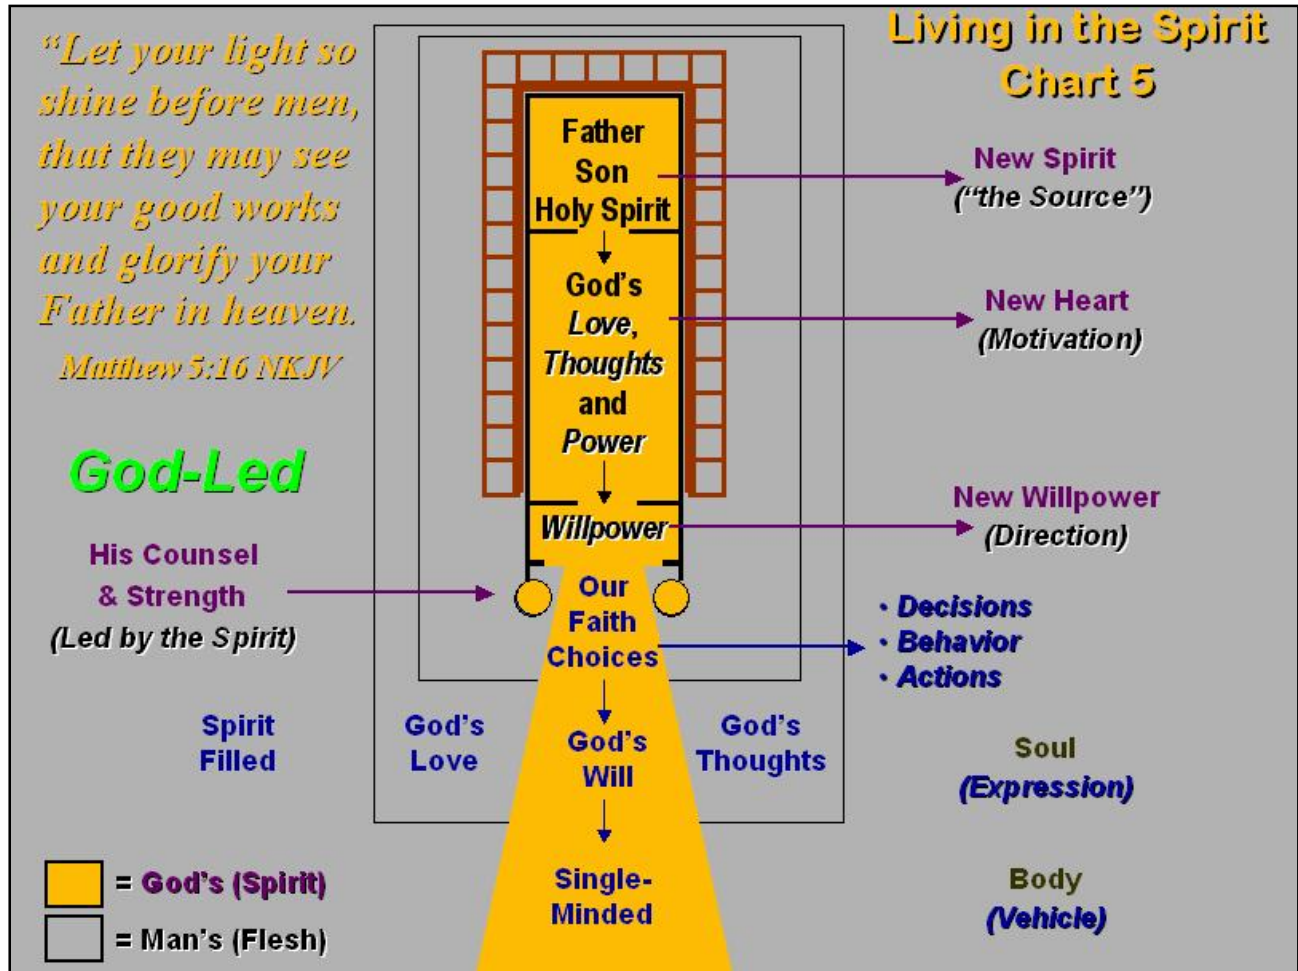 “Let your light so
shine before men,
that they may see
your good works
and glorify your
Father in heaven.
Matthew 5:16 NKJV
God-Led
His Counsel
& Strength
(Led by the Spirit)
Spirit
Filled
= God's (Spirit)
= Man's (Flesh)
Father
Son
Holy Spirit
God's
Love,
Thoughts
and
Power
Willpower
Our
Faith
Choices
God's
Love
God's
Will
God's
Thoughts
Single-
Minded
Living in the Spirit
Chart 5
New Spirit
(“the Source”)
New Heart
(Motivation)
New Willpower
(Direction)
· Decisions
· Behavior
· Actions
Soul
(Expression)
Body
(Vehicle)